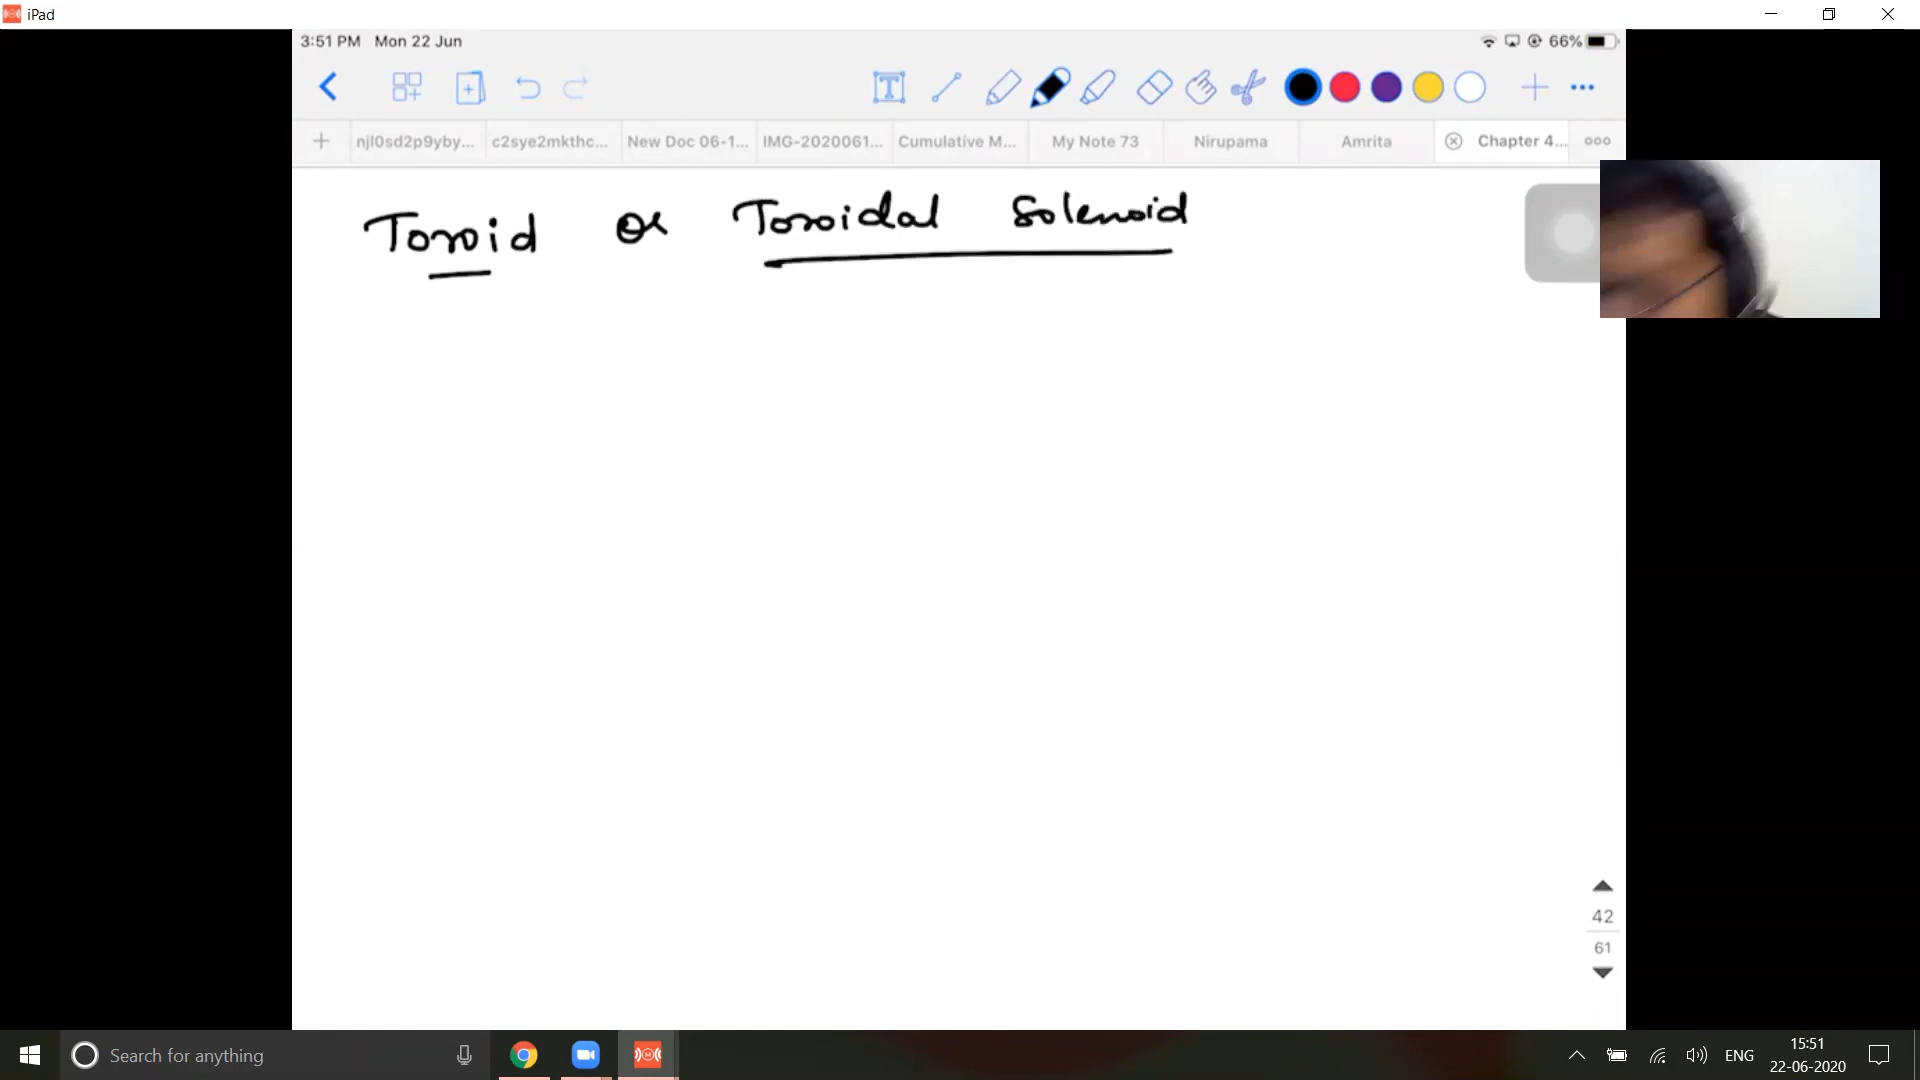 iPad
3:51 PM Mon 22 Jun 66%
njl0sd2p9yby... c2sye2mkthc... New Doc 06-1... IMG-2020061... Cumulative M... My Note 73 Nirupama Amrita Chapter 4...
Toroid or Toroidal Solenoid
42
61
Search for anything
ENG
15:51
22-06-2020